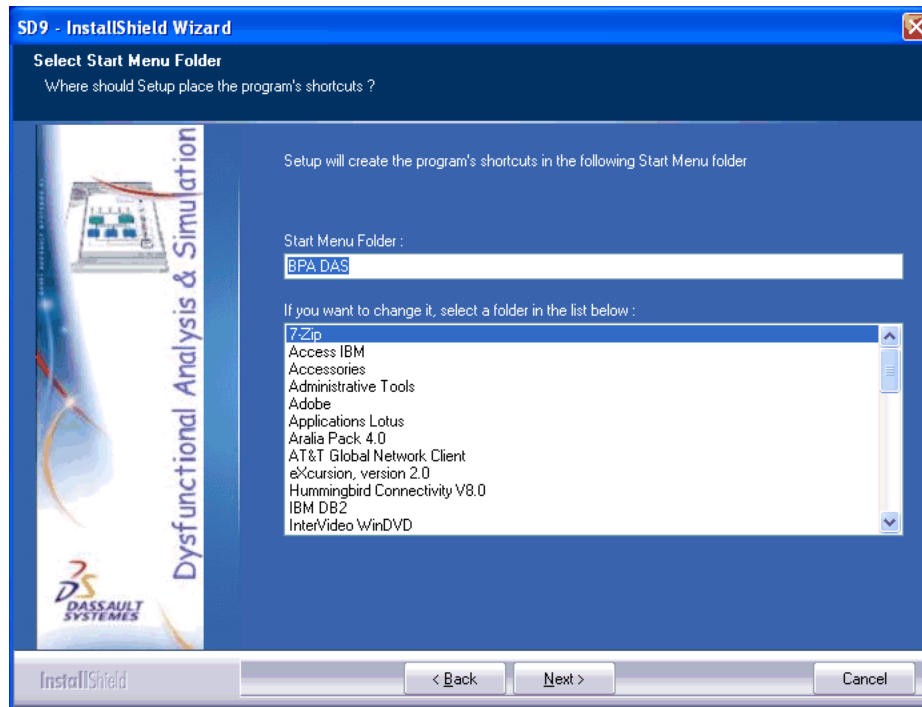 SD9 - InstallShield Wizard
Select Start Menu Folder
Where should Setup place the program's shortcuts ?
Dysfunctional Analysis & Simulation
DASSAULT
SYSTEMES
Setup will create the program's shortcuts in the following Start Menu folder
Start Menu Folder :
BPA DAS
If you want to change it, select a folder in the list below :
7-Zip
Access IBM
Accessories
Administrative Tools
Adobe
Applications Lotus
Aralia Pack 4.0
AT&T Global Network Client
eXcursion, version 2.0
Hummingbird Connectivity V8.0
IBM DB2
InterVideo WinDVD
InstallShield
< Back
Next >
Cancel